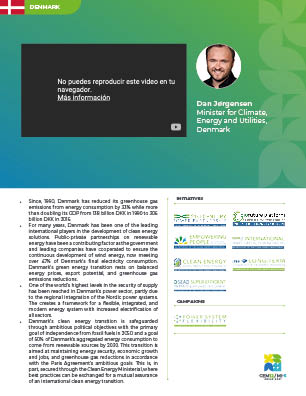 DENMARK
No puedes reproducir este video en tu
navegador.
Más información
Dan Jørgensen
Minister for Climate,
Energy and Utilities,
Denmark
• Since, 1990, Denmark has reduced its greenhouse gas
emissions from energy consumption by 33% while more
than doubling its GDP from 138 billion DKK in 1990 to 206
billion DKK in 2016.
• For many years, Denmark has been one of the leading
international players in the development of clean energy
solutions. Public-private partnerships on renewable
energy have been a contributing factor as the government
and leading companies have cooperated to ensure the
continuous development of wind energy, now meeting
over 47% of Denmark's final electricity consumption.
Denmark's green energy transition rests on balanced
energy prices, export potential, and greenhouse gas
emissions reductions.
• One of the world's highest levels in the security of supply
has been reached in Denmark's power sector, partly due
to the regional integration of the Nordic power systems.
The creates a framework for a flexible, integrated, and
modern energy system with increased electrification of
all sectors.
• Denmark's clean energy transition is safeguarded
through ambitious political objectives with the primary
goal of independence from fossil fuels in 2050 and a goal
of 50% of Denmark's aggregated energy consumption to
come from renewable sources by 2030. This transition is
aimed at maintaining energy security, economic growth
and jobs, and greenhouse gas reductions in accordance
with the Paris Agreement's ambitious goals. This is, in
part, secured through the Clean Energy Ministerial, where
best practices can be exchanged for a mutual assurance
of an international clean energy transition.
INITIATIVES
EMPOWERING
PEOPLE
INTERNATIONAL
CLEAN ENERGY
SEAD
CAMPAIGNS
POWER SYSTEM
FLEXIBILITY